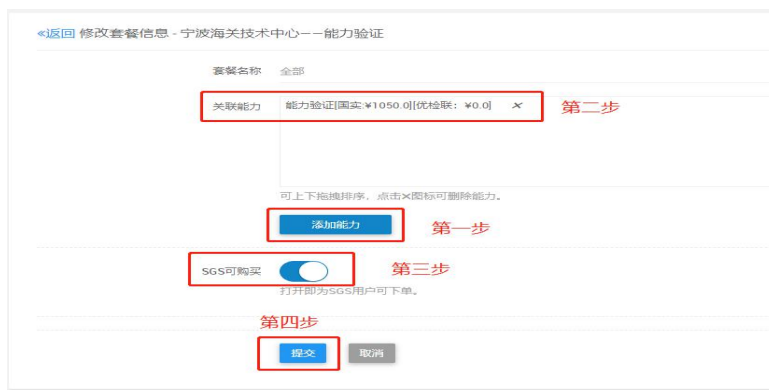 ≪返回 修改套餐信息 - 宁波海关技术中心——能力验证
套餐名称 全部
关联能力 能力验证[国实:¥1050.0][优检联: ¥0.0] × 第二步
可上下拖拽排序，点击×图标可删除能力。
添加能力 第一步
SGS可购买 第三步
打开即为SGS用户可下单。
第四步
提交 取消